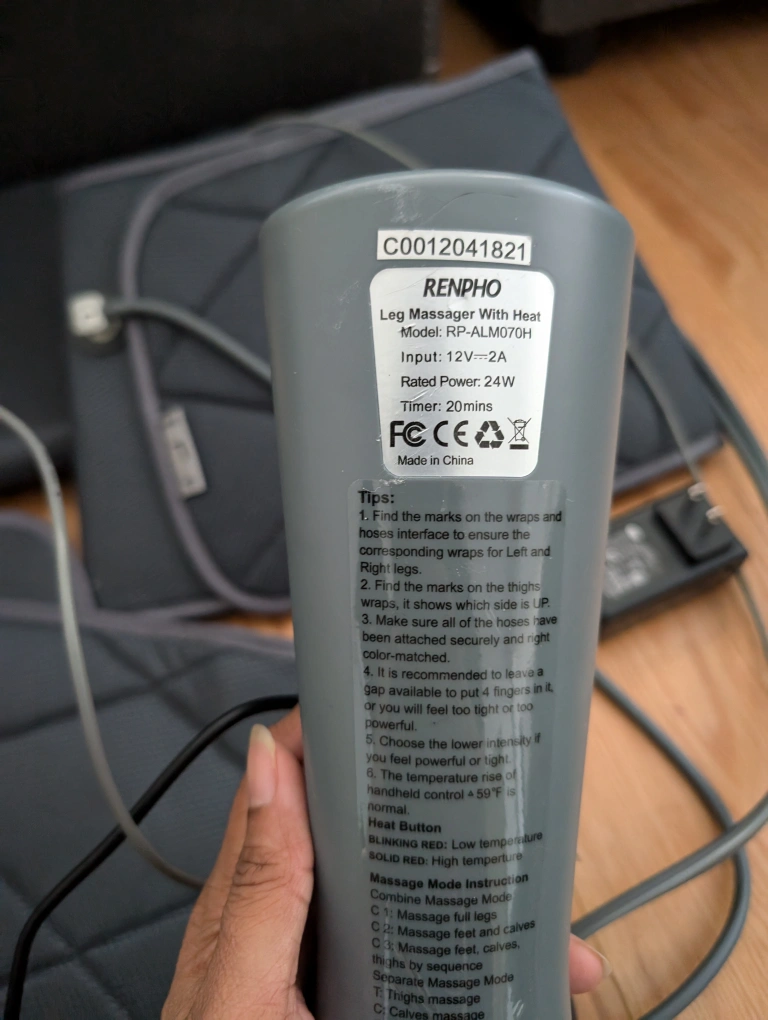 C0012041821
RENPHO
Leg Massager With Heat
Model: RP-ALM070H
Input: 12V⎓2A
Rated Power: 24W
Timer: 20mins
FC CE
Made in China
Tips:
1. Find the marks on the wraps and
hoses interface to ensure the
corresponding wraps for Left and
Right legs.
2. Find the marks on the thighs
wraps, it shows which side is UP.
3. Make sure all of the hoses have
been attached securely and right
color-matched.
4. It is recommended to leave a
gap available to put 4 fingers in it,
or you will feel too tight or too
powerful.
5. Choose the lower intensity if
you feel powerful or tight.
6. The temperature rise of
handheld control ≙ 59°F is
normal.
Heat Button
BLINKING RED: Low temperature
SOLID RED: High temperture
Massage Mode Instruction
Combine Massage Mode
C 1: Massage full legs
C 2: Massage feet and calves
C 3: Massage feet, calves,
thighs by sequence
Separate Massage Mode
T: Thighs massage
C: Calves massage